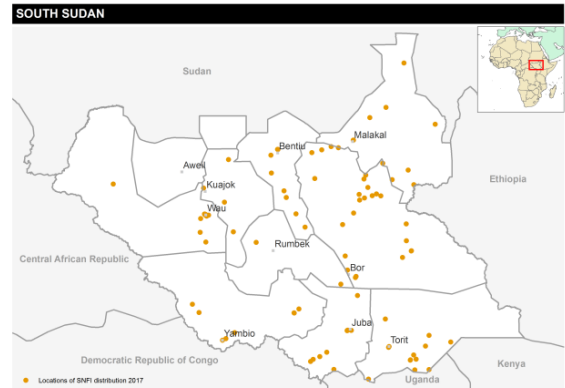 SOUTH SUDAN
Sudan
Malakal
Bentiu
Aweil
Kuajok
Ethiopia
Wau
Rumbek
Central African Republic
Bor
Juba
Yambio
Torit
Democratic Republic of Congo
Kenya
Locations of SNFI distribution 2017
Uganda